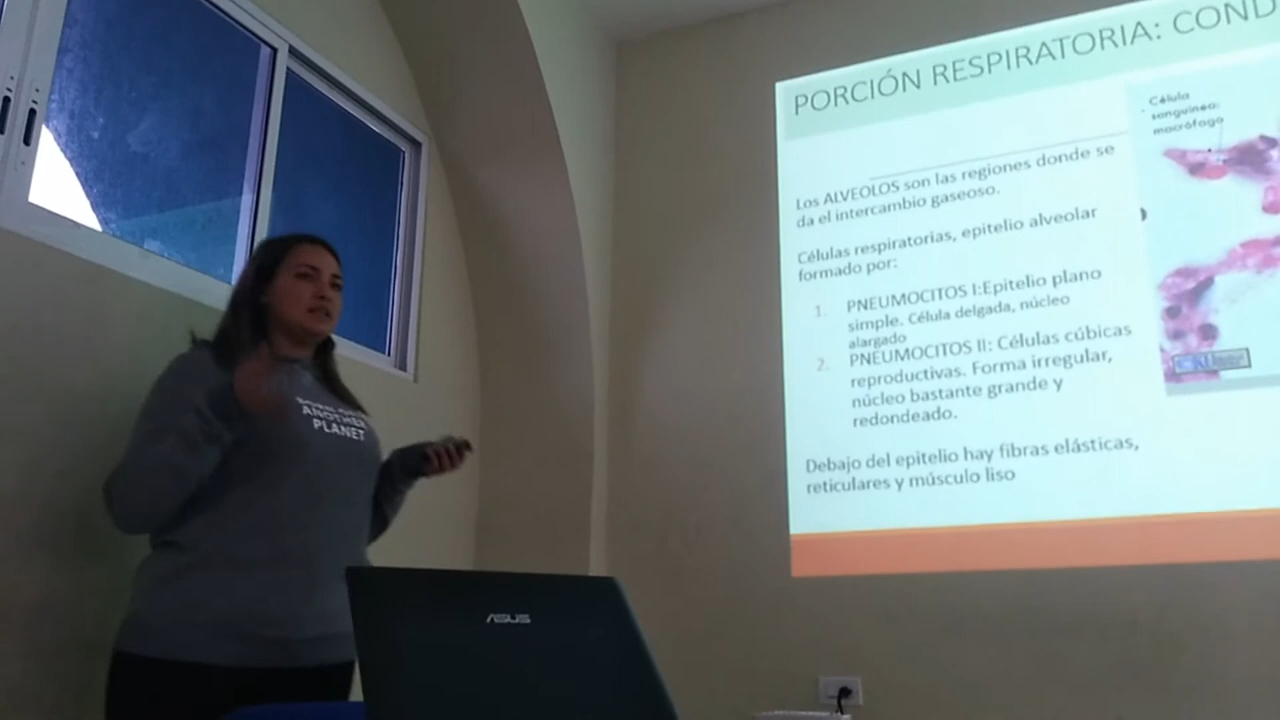 PORCIÓN RESPIRATORIA: COND
Célula
sanguínea:
macrófago
Los ALVEOLOS son las regiones donde se
da el intercambio gaseoso.
Células respiratorias, epitelio alveolar
formado por:
1. PNEUMOCITOS I:Epitelio plano
simple. Célula delgada, núcleo
alargado
2. PNEUMOCITOS II: Células cúbicas
reproductivas. Forma irregular,
núcleo bastante grande y
redondeado.
Debajo del epitelio hay fibras elásticas,
reticulares y músculo liso
ANOTHER
PLANET
ASUS